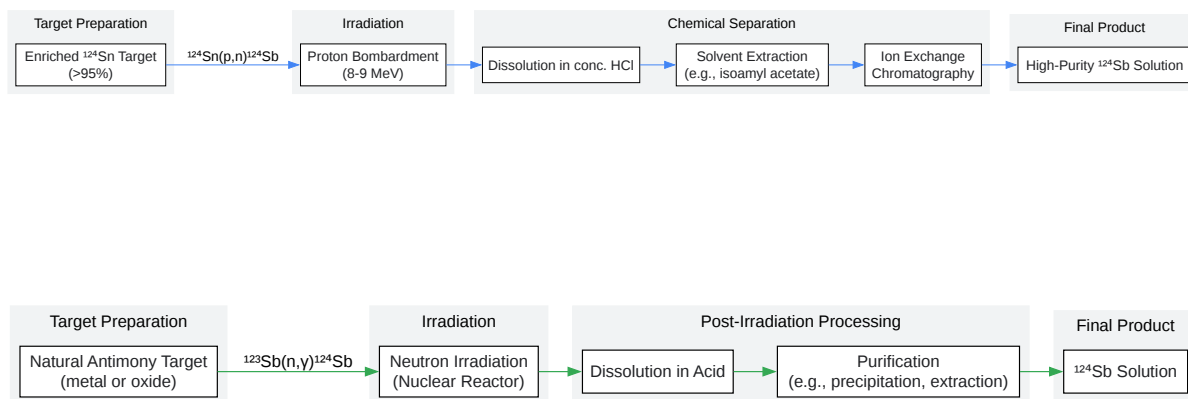 Target Preparation
Irradiation
Chemical Separation
Final Product
Enriched ¹²⁴Sn Target
(>95%)
¹²⁴Sn(p,n)¹²⁴Sb
Proton Bombardment
(8-9 MeV)
Dissolution in conc. HCl
Solvent Extraction
(e.g., isoamyl acetate)
Ion Exchange
Chromatography
High-Purity ¹²⁴Sb Solution
Target Preparation
Irradiation
Post-Irradiation Processing
Final Product
Natural Antimony Target
(metal or oxide)
¹²³Sb(n,γ)¹²⁴Sb
Neutron Irradiation
(Nuclear Reactor)
Dissolution in Acid
Purification
(e.g., precipitation, extraction)
¹²⁴Sb Solution